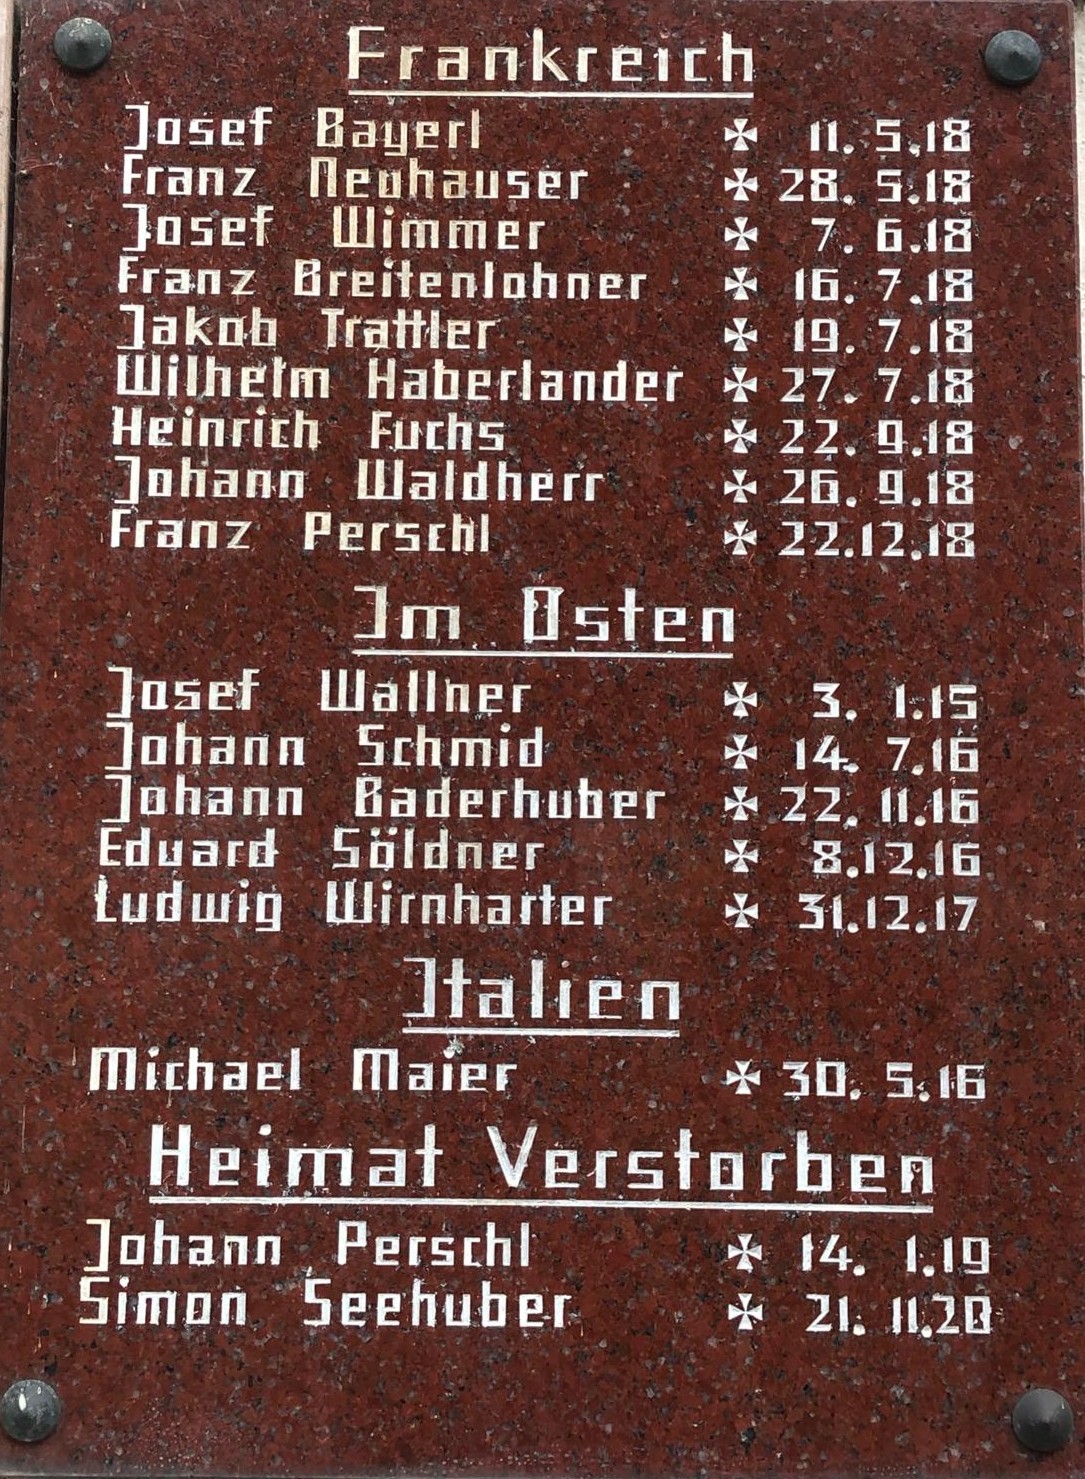 Frankreich
Josef Bayerl ✠ 11. 5.18
Franz Neuhauser ✠ 28. 5.18
Josef Wimmer ✠ 7. 6.18
Franz Breitenlohner ✠ 16. 7.18
Jakob Trattler ✠ 19. 7.18
Wilhelm Haberlander ✠ 27. 7.18
Heinrich Fuchs ✠ 22. 9.18
Johann Waldherr ✠ 26. 9.18
Franz Perschl ✠ 22.12.18
Im Osten
Josef Wallner ✠ 3. 1.15
Johann Schmid ✠ 14. 7.16
Johann Baderhuber ✠ 22. 11.16
Eduard Söldner ✠ 8.12.16
Ludwig Wirnharter ✠ 31.12.17
Italien
Michael Maier ✠ 30. 5.16
Heimat Verstorben
Johann Perschl ✠ 14. 1.19
Simon Seehuber ✠ 21. 11.20